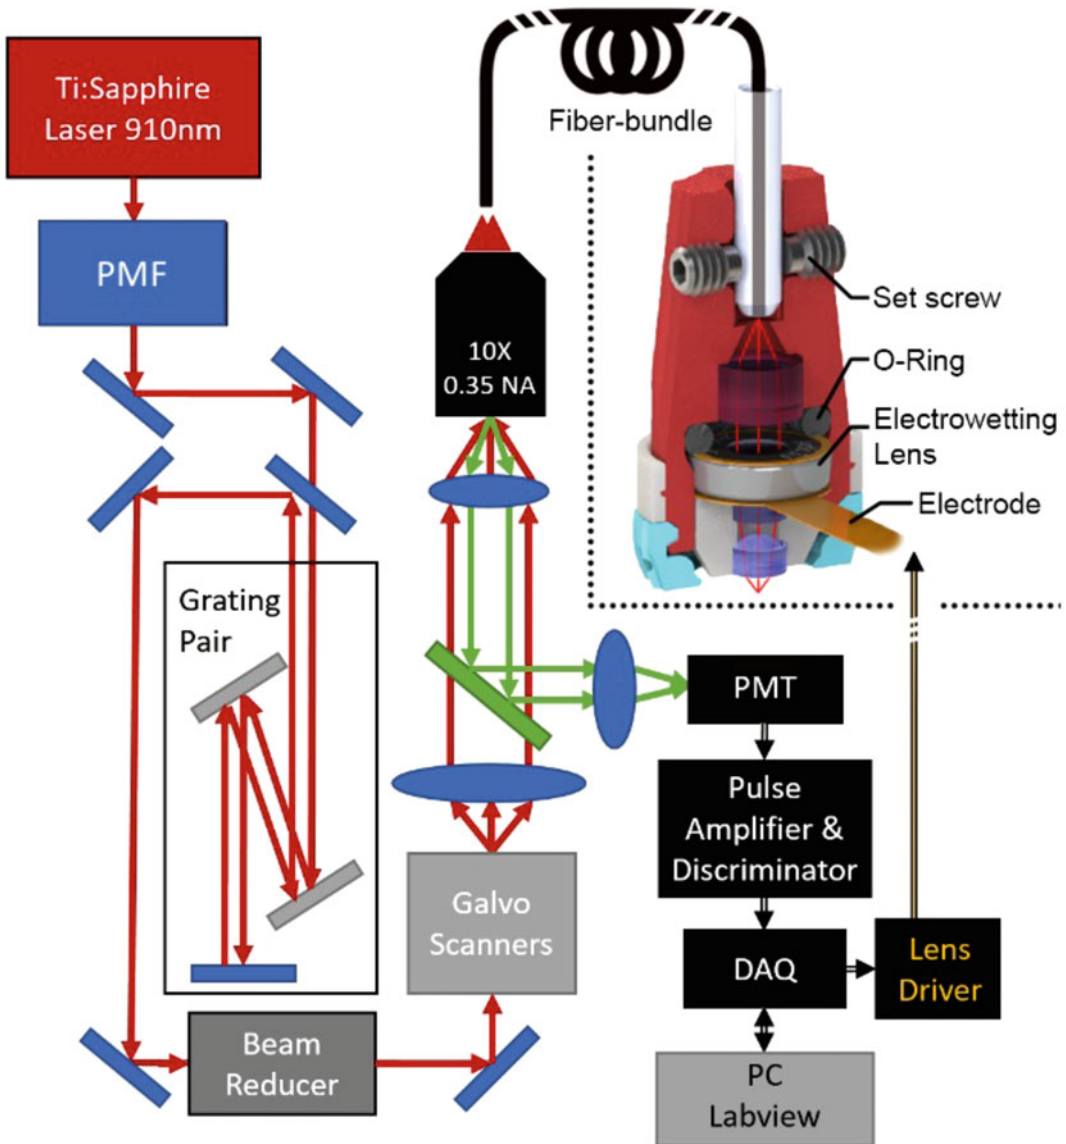 Ti:Sapphire
Laser 910nm
PMF
Fiber-bundle
Set screw
O-Ring
Electrowetting
Lens
Electrode
10X
0.35 NA
Grating
Pair
PMT
Pulse
Amplifier &
Discriminator
Galvo
Scanners
DAQ
Lens
Driver
Beam
Reducer
PC
Labview